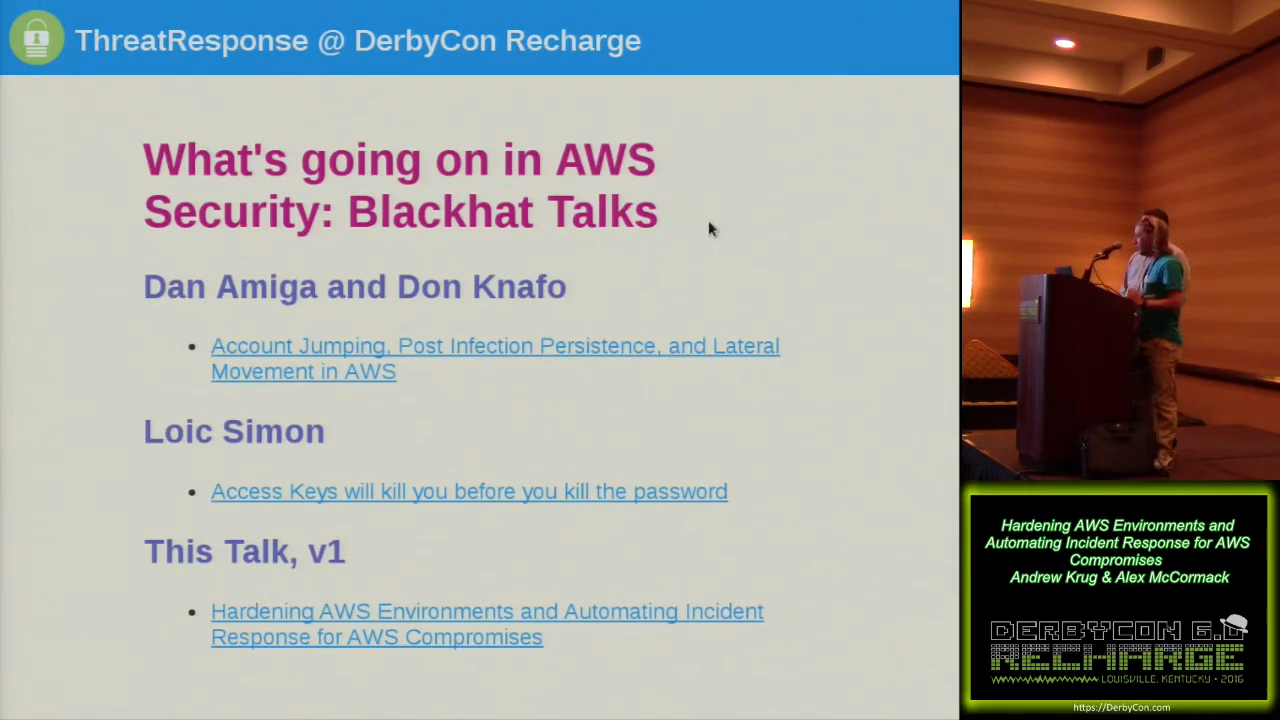 ThreatResponse @ DerbyCon Recharge
What's going on in AWS
Security: Blackhat Talks
Dan Amiga and Don Knafo
Account Jumping, Post Infection Persistence, and Lateral
Movement in AWS
Loic Simon
Access Keys will kill you before you kill the password
This Talk, v1
Hardening AWS Environments and Automating Incident
Response for AWS Compromises
Hardening AWS Environments and
Automating Incident Response for AWS
Compromises
Andrew Krug & Alex McCormack
DERBYCON 6.0
RECHARGE
LOUISVILLE, KENTUCKY • 2016
https://DerbyCon.com